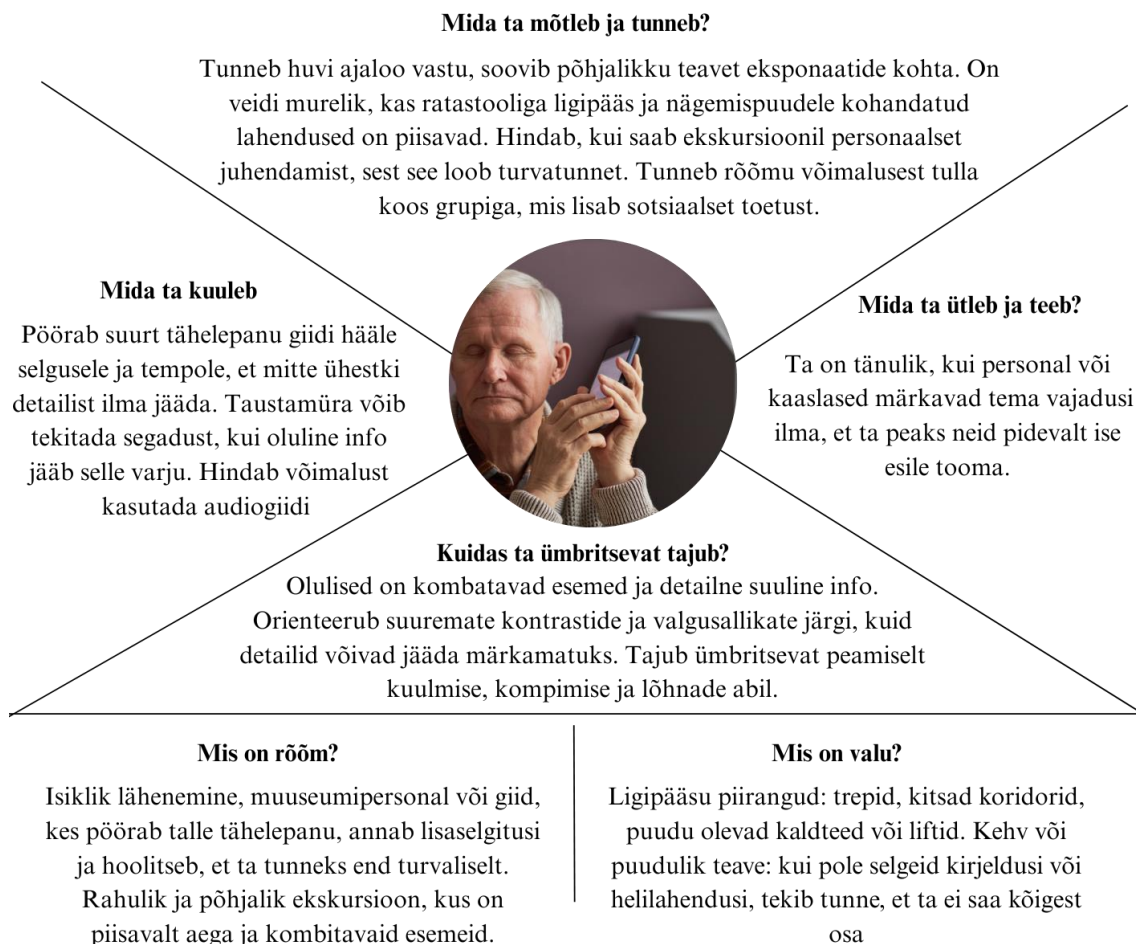 Mida ta mõtleb ja tunneb?
Tunneb huvi ajaloo vastu, soovib põhjalikku teavet eksponaatide kohta. On
veidi murelik, kas ratastooliga ligipääs ja nägemispuudele kohandatud
lahendused on piisavad. Hindab, kui saab ekskursioonil personaalset
juhendamist, sest see loob turvatunnet. Tunneb rõõmu võimalusest tulla
koos grupiga, mis lisab sotsiaalset toetust.
Mida ta kuuleb
Pöörab suurt tähelepanu giidi hääle
selgusele ja tempole, et mitte ühestki
detailist ilma jääda. Taustamüra võib
tekitada segadust, kui oluline info
jääb selle varju. Hindab võimalust
kasutada audiogiidi
Mida ta ütleb ja teeb?
Ta on tänulik, kui personal või
kaaslased märkavad tema vajadusi
ilma, et ta peaks neid pidevalt ise
esile tooma.
Kuidas ta ümbritsevat tajub?
Olulised on kombatavad esemed ja detailne suuline info.
Orienteerub suuremate kontrastide ja valgusallikate järgi, kuid
detailid võivad jääda märkamatuks. Tajub ümbritsevat peamiselt
kuulmise, kompimise ja lõhnade abil.
Mis on rõõm?
Isiklik lähenemine, muuseumipersonal või giid,
kes pöörab talle tähelepanu, annab lisaselgitusi
ja hoolitseb, et ta tunneks end turvaliselt.
Rahulik ja põhjalik ekskursioon, kus on
piisavalt aega ja kombitavaid esemeid.
Mis on valu?
Ligipääsu piirangud: trepid, kitsad koridorid,
puudu olevad kaldteed või liftid. Kehv või
puudulik teave: kui pole selgeid kirjeldusi või
helilahendusi, tekib tunne, et ta ei saa kõigest
osa